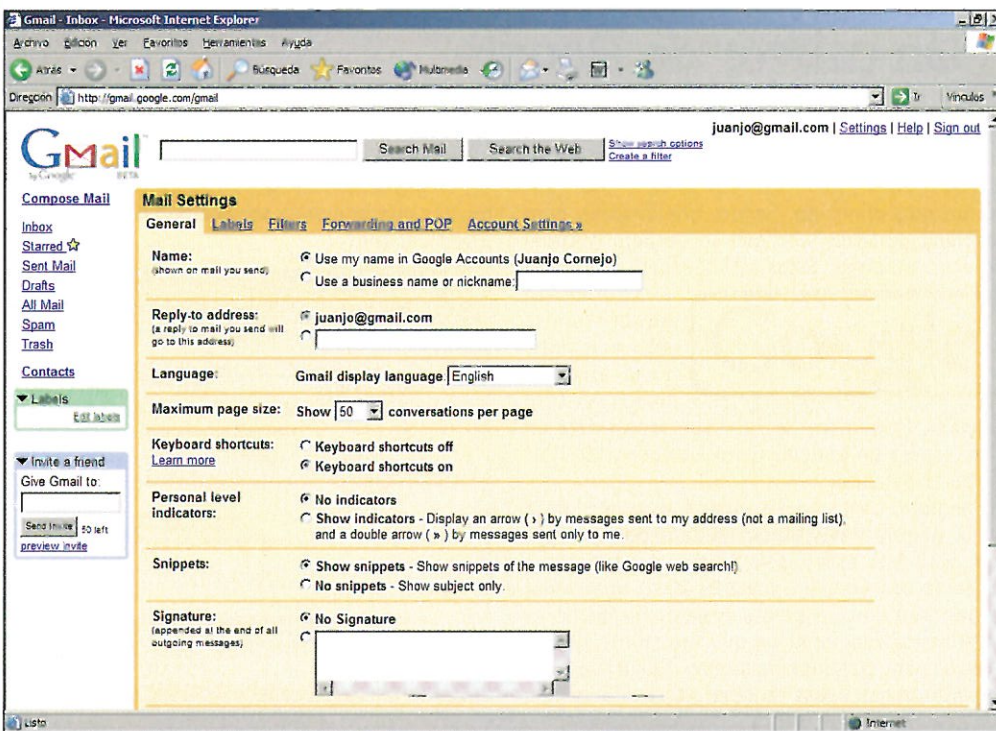 Gmail - Inbox - Microsoft Internet Explorer
Archivo Edición Ver Favoritos Herramientas Ayuda
Atrás Búsqueda Favoritos Multimedia
Dirección http://gmail.google.com/gmail Ir Vínculos
juanjo@gmail.com | Settings | Help | Sign out
Gmail by Google BETA
Search Mail Search the Web Show search options
Create a filter
Compose Mail
Inbox
Starred
Sent Mail
Drafts
All Mail
Spam
Trash
Contacts
Labels
Edit labels
Invite a friend
Give Gmail to:
Send Invite 50 left
preview invite
Mail Settings
General Labels Filters Forwarding and POP Account Settings »
Name:
(shown on mail you send)
Use my name in Google Accounts (Juanjo Cornejo)
Use a business name or nickname:
Reply-to address:
(a reply to mail you send will
go to this address)
juanjo@gmail.com
Language: Gmail display language: English
Maximum page size: Show 50 conversations per page
Keyboard shortcuts:
Learn more
Keyboard shortcuts off
Keyboard shortcuts on
Personal level
indicators:
No indicators
Show indicators - Display an arrow ( › ) by messages sent to my address (not a mailing list),
and a double arrow ( » ) by messages sent only to me.
Snippets:
Show snippets - Show snippets of the message (like Google web search!)
No snippets - Show subject only.
Signature:
(appended at the end of all
outgoing messages)
No Signature
Listo
Internet